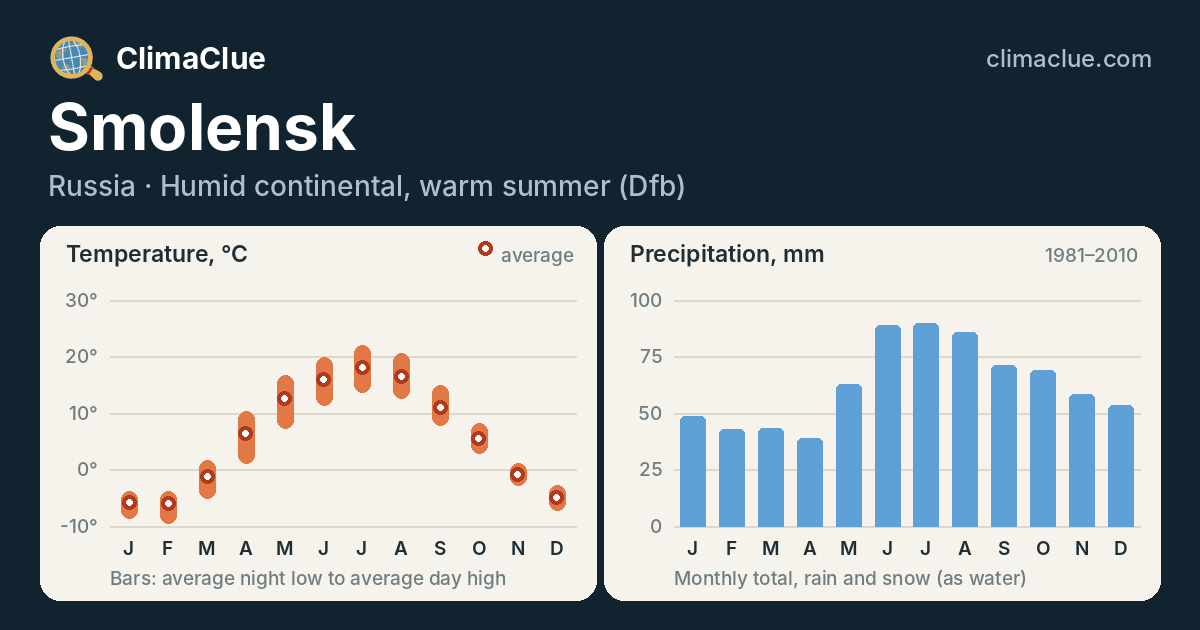 ClimaClue
climaclue.com
Smolensk
Russia · Humid continental, warm summer (Dfb)
Temperature, °C
average
30°
20°
10°
0°
-10°
J F M A M J J A S O N D
Bars: average night low to average day high
Precipitation, mm
1981–2010
100
75
50
25
0
J F M A M J J A S O N D
Monthly total, rain and snow (as water)